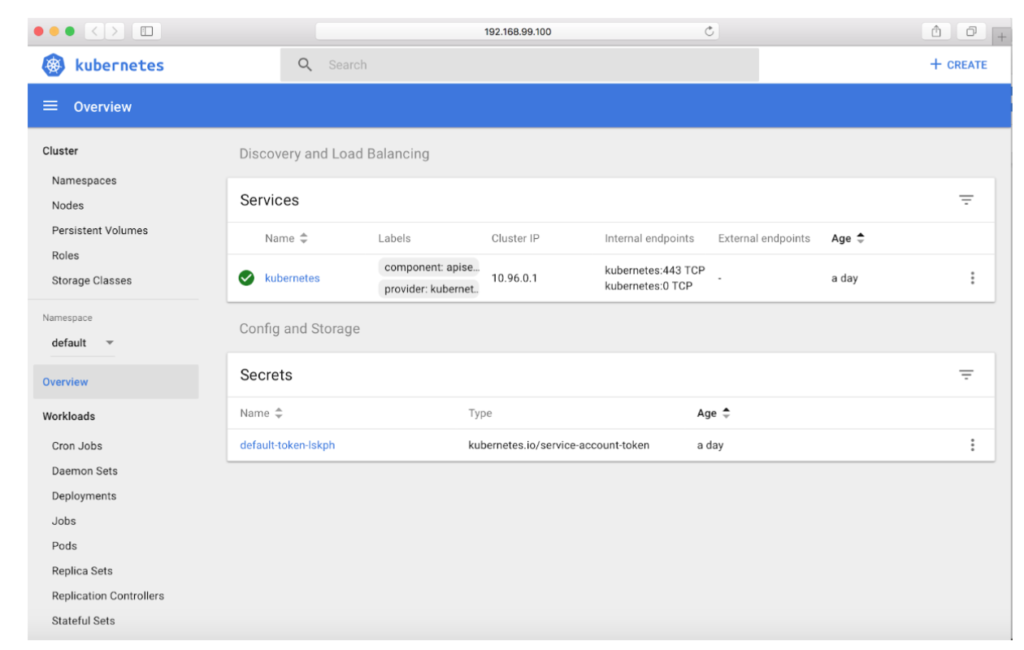 192.168.99.100
kubernetes
Search
+ CREATE
Overview
Cluster
Namespaces
Nodes
Persistent Volumes
Roles
Storage Classes
Namespace
default
Overview
Workloads
Cron Jobs
Daemon Sets
Deployments
Jobs
Pods
Replica Sets
Replication Controllers
Stateful Sets
Discovery and Load Balancing
Services
Name Labels Cluster IP Internal endpoints External endpoints Age
kubernetes component: apise… provider: kubernet… 10.96.0.1 kubernetes:443 TCP kubernetes:0 TCP - a day
Config and Storage
Secrets
Name Type Age
default-token-lskph kubernetes.io/service-account-token a day